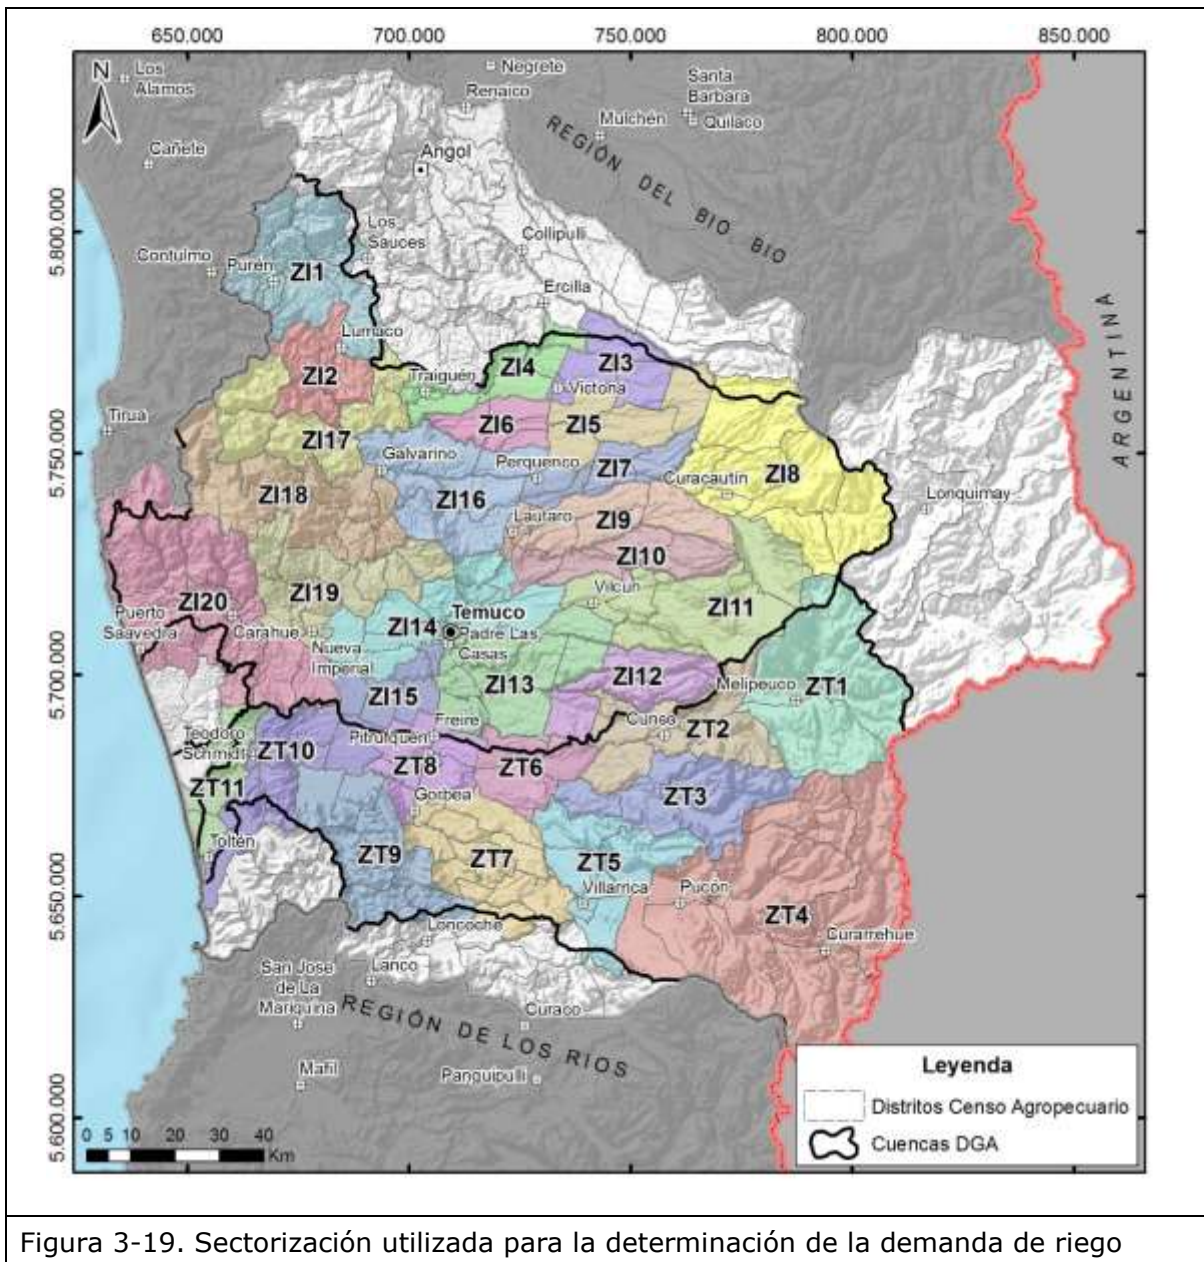 650.000 700.000 750.000 800.000 850.000
N
Los
Alamos
Negrete
Renaico
Santa
Barbara
Quilaco
Mulchén
Cañete
Angol
REGIÓN DEL BIO BIO
5.800.000
Los
Sauces
Collipulli
Contulmo
Purén
ZI1
Ercilla
ARGENTINA
Lumaco
ZI2
Traiguén
ZI4
ZI3
Victoria
Tirua
ZI17
ZI6
ZI5
5.750.000
Galvarino
Perquenco
ZI7
Curacautín
ZI8
Lonquimay
ZI18
ZI16
Lautaro
ZI9
ZI10
Vilcún
ZI19
ZI20
Puerto
Saavedra
Carahue
Nueva
Imperial
ZI14
Temuco
Padre Las
Casas
ZI11
5.700.000
ZI15
ZI13
ZI12
Melipeuco
ZT1
Teodoro
Schmidt
ZT10
Pitrufquén
Freire
Cunco
ZT2
ZT8
ZT6
ZT11
Gorbea
ZT3
Toltén
ZT9
ZT7
ZT5
Villarrica
Pucón
ZT4
Curarrehue
5.650.000
Loncoche
San Jose
de La
Mariquina
Lanco
Curaco
REGIÓN DE LOS RIOS
Mafil
Panguipulli
5.600.000
0 5 10 20 30 40
Km
Leyenda
Distritos Censo Agropecuario
Cuencas DGA
Figura 3-19. Sectorización utilizada para la determinación de la demanda de riego